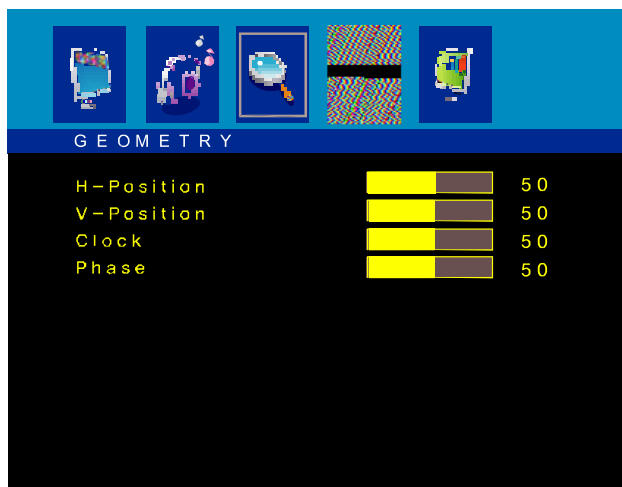 GEOMETRY
H-Position 50
V-Position 50
Clock 50
Phase 50